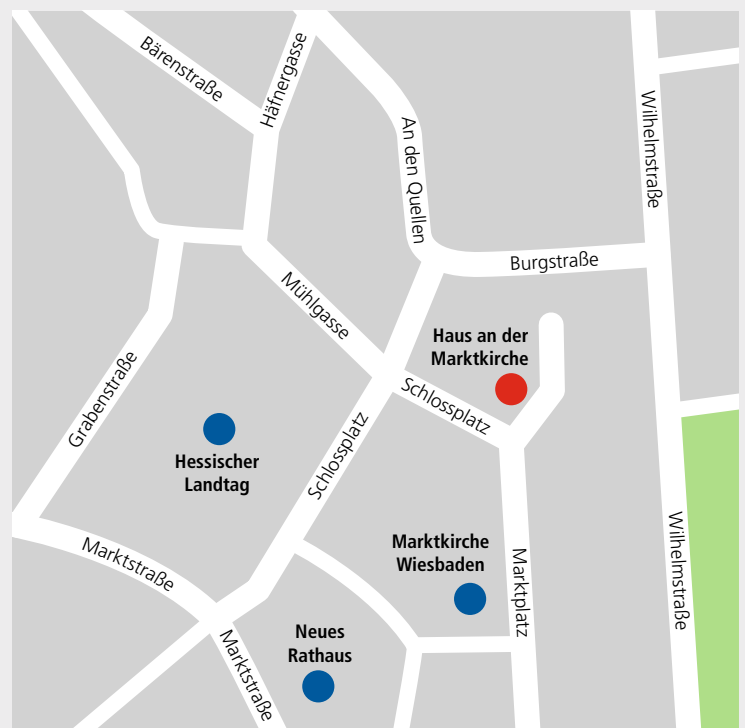 Bärenstraße
Häfnergasse
An den Quellen
Wilhelmstraße
Burgstraße
Mühlgasse
Haus an der
Marktkirche
Schlossplatz
Grabenstraße
Schlossplatz
Hessischer
Landtag
Marktkirche
Wiesbaden
Marktplatz
Wilhelmstraße
Marktstraße
Neues
Rathaus
Marktstraße